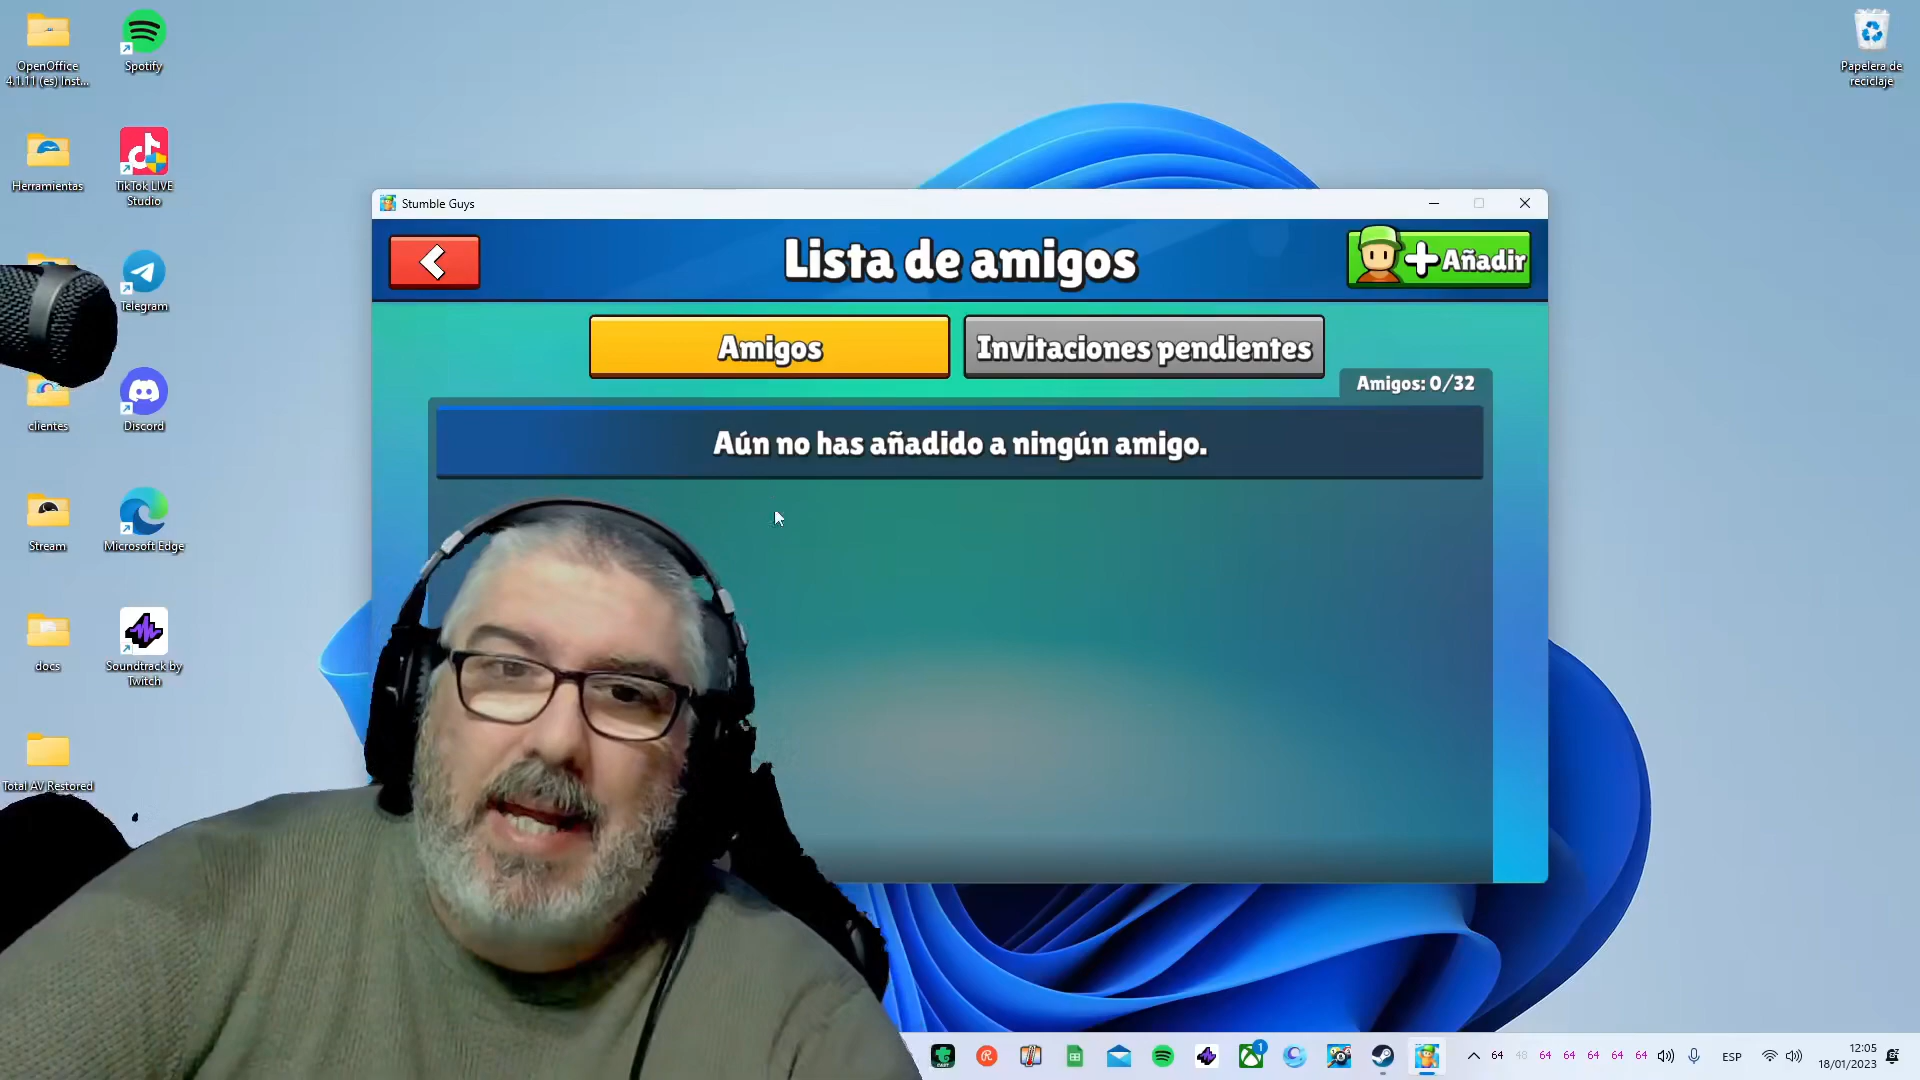 OpenOffice
4.1.11 (es) Inst...
Spotify
Papelera de
reciclaje
Herramientas
TikTok LIVE
Studio
Telegram
clientes
Discord
Stream
Microsoft Edge
docs
Soundtrack by
Twitch
Total AV Restored
Stumble Guys
Lista de amigos
Añadir
Amigos
Invitaciones pendientes
Amigos: 0/32
Aún no has añadido a ningún amigo.
1
64
48
64
64
64
64
64
ESP
12:05
18/01/2023